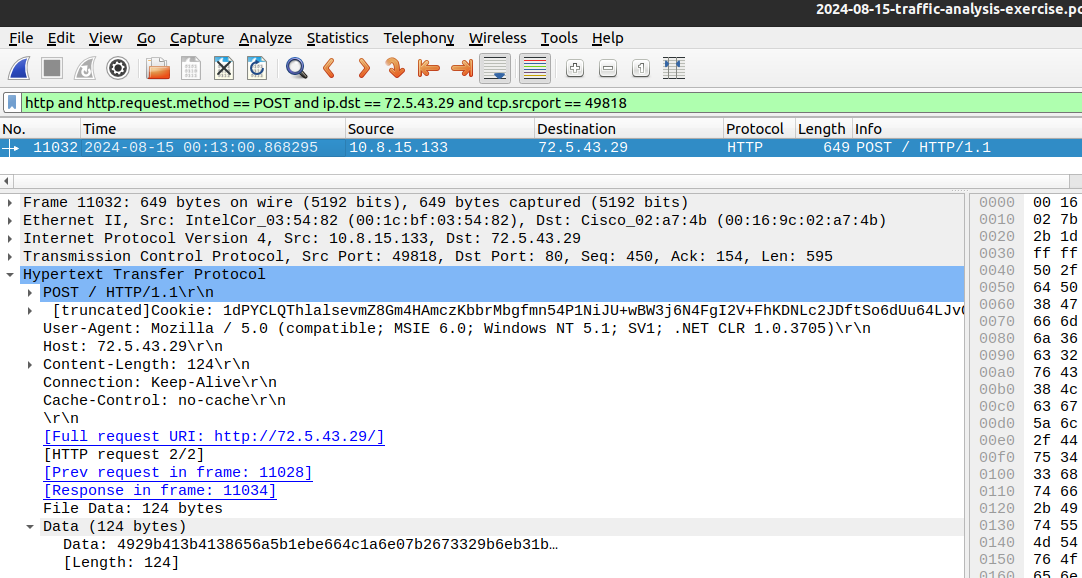 2024-08-15-traffic-analysis-exercise.pc
File Edit View Go Capture Analyze Statistics Telephony Wireless Tools Help
http and http.request.method == POST and ip.dst == 72.5.43.29 and tcp.srcport == 49818
No. Time Source Destination Protocol Length Info
11032 2024-08-15 00:13:00.868295 10.8.15.133 72.5.43.29 HTTP 649 POST / HTTP/1.1
Frame 11032: 649 bytes on wire (5192 bits), 649 bytes captured (5192 bits)
Ethernet II, Src: IntelCor_03:54:82 (00:1c:bf:03:54:82), Dst: Cisco_02:a7:4b (00:16:9c:02:a7:4b)
Internet Protocol Version 4, Src: 10.8.15.133, Dst: 72.5.43.29
Transmission Control Protocol, Src Port: 49818, Dst Port: 80, Seq: 450, Ack: 154, Len: 595
Hypertext Transfer Protocol
POST / HTTP/1.1\r\n
[truncated]Cookie: 1dPYCLQThlalsevmZ8Gm4HAmczKbbrMbgfmn54P1NiJU+wBW3j6N4FgI2V+FhKDNLc2JDftSo6dUu64LJv
User-Agent: Mozilla / 5.0 (compatible; MSIE 6.0; Windows NT 5.1; SV1; .NET CLR 1.0.3705)\r\n
Host: 72.5.43.29\r\n
Content-Length: 124\r\n
Connection: Keep-Alive\r\n
Cache-Control: no-cache\r\n
\r\n
[Full request URI: http://72.5.43.29/]
[HTTP request 2/2]
[Prev request in frame: 11028]
[Response in frame: 11034]
File Data: 124 bytes
Data (124 bytes)
Data: 4929b413b4138656a5b1ebe664c1a6e07b2673329b6eb31b…
[Length: 124]
0000 00 16
0010 02 7b
0020 2b 1d
0030 ff ff
0040 50 2f
0050 64 50
0060 38 47
0070 66 6d
0080 6a 36
0090 63 32
00a0 76 43
00b0 38 4c
00c0 63 67
00d0 5a 6c
00e0 2f 44
00f0 75 34
0100 33 68
0110 74 66
0120 2b 49
0130 74 55
0140 4d 54
0150 76 4f
0160 65 6e